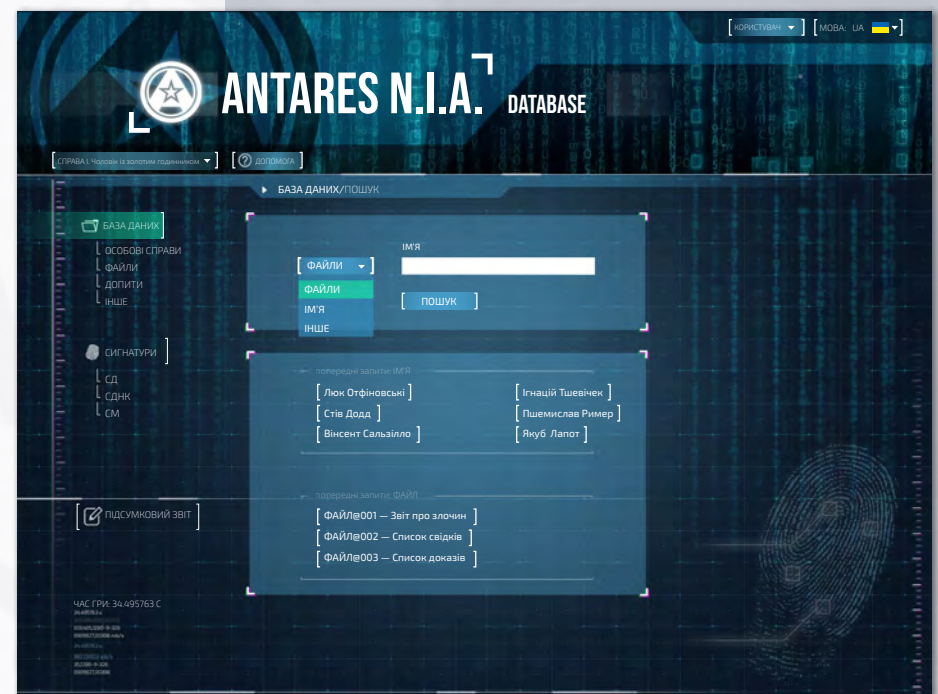 [КОРИСТУВАЧ] [МОВА: UA]
ANTARES N.I.A. DATABASE
[СПРАВА I. Чоловік із золотим годинником] [? ДОПОМОГА]
БАЗА ДАНИХ/ПОШУК
БАЗА ДАНИХ
ОСОБОВІ СПРАВИ
ФАЙЛИ
ДОПИТИ
ІНШЕ
СИГНАТУРИ
СД
СДНК
СМ
ПІДСУМКОВИЙ ЗВІТ
ЧАС ГРИ: 34.495763 С
ІМ'Я
[ФАЙЛИ]
ФАЙЛИ
ІМ'Я
ІНШЕ
[ПОШУК]
попередні запити: ІМ'Я
[Люк Отфіновські] [Ігнацій Тшевічек]
[Стів Додд] [Пшемислав Ример]
[Вінсент Сальзілло] [Якуб Лапот]
попередні запити: ФАЙЛ
[ФАЙЛ@001 — Звіт про злочин]
[ФАЙЛ@002 — Список свідків]
[ФАЙЛ@003 — Список доказів]